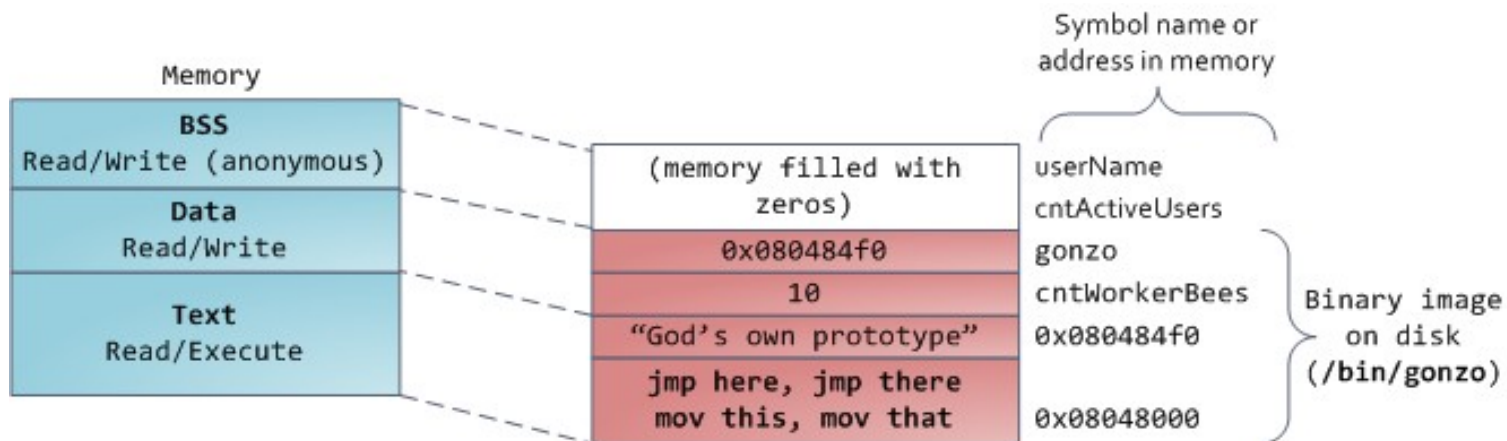 Symbol name or
address in memory
Memory
BSS
Read/Write (anonymous)
Data
Read/Write
Text
Read/Execute
(memory filled with
zeros)
0x080484f0
10
“God’s own prototype”
jmp here, jmp there
mov this, mov that
userName
cntActiveUsers
gonzo
cntWorkerBees
0x080484f0
0x08048000
Binary image
on disk
(/bin/gonzo)